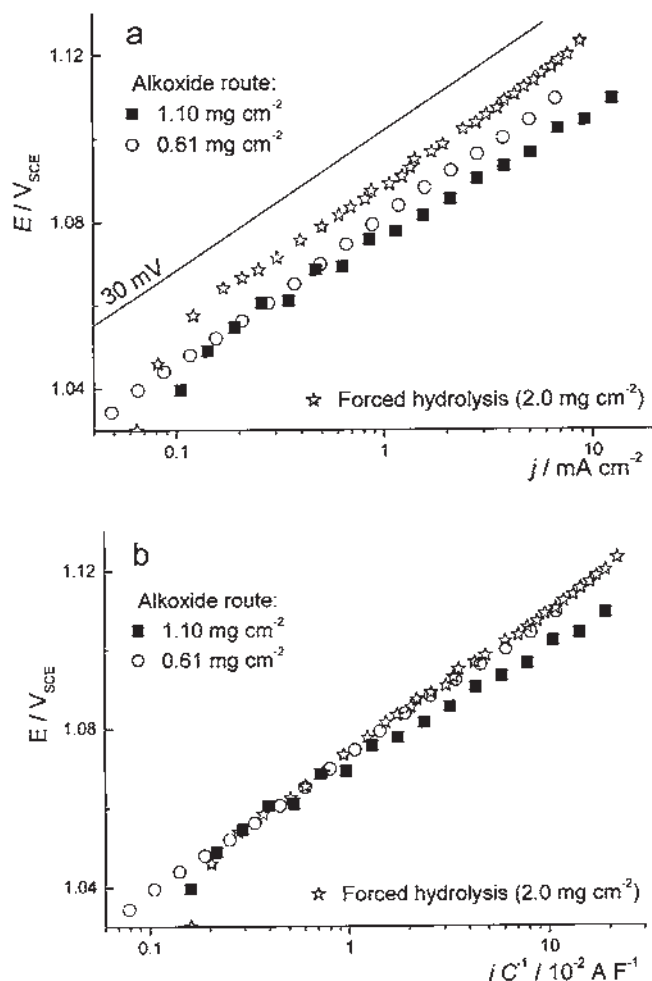 a
Alkoxide route:
■ 1.10 mg cm⁻²
○ 0.61 mg cm⁻²
1.12
1.08
1.04
E / V_SCE
30 mV
☆ Forced hydrolysis (2.0 mg cm⁻²)
0.1 1 10
j / mA cm⁻²
b
Alkoxide route:
■ 1.10 mg cm⁻²
○ 0.61 mg cm⁻²
1.12
1.08
1.04
E / V_SCE
☆ Forced hydrolysis (2.0 mg cm⁻²)
0.1 1 10
j C⁻¹ / 10⁻² A F⁻¹